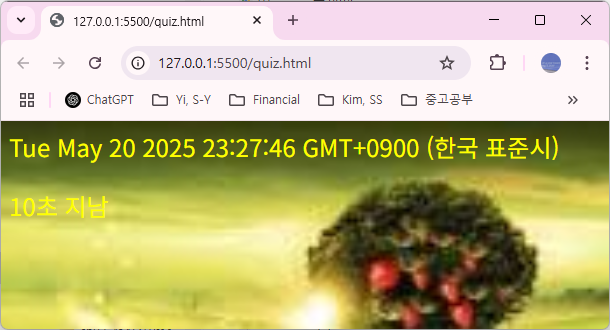 127.0.0.1:5500/quiz.html
127.0.0.1:5500/quiz.html
ChatGPT Yi, S-Y Financial Kim, SS 중고공부
Tue May 20 2025 23:27:46 GMT+0900 (한국 표준시)
10초 지남